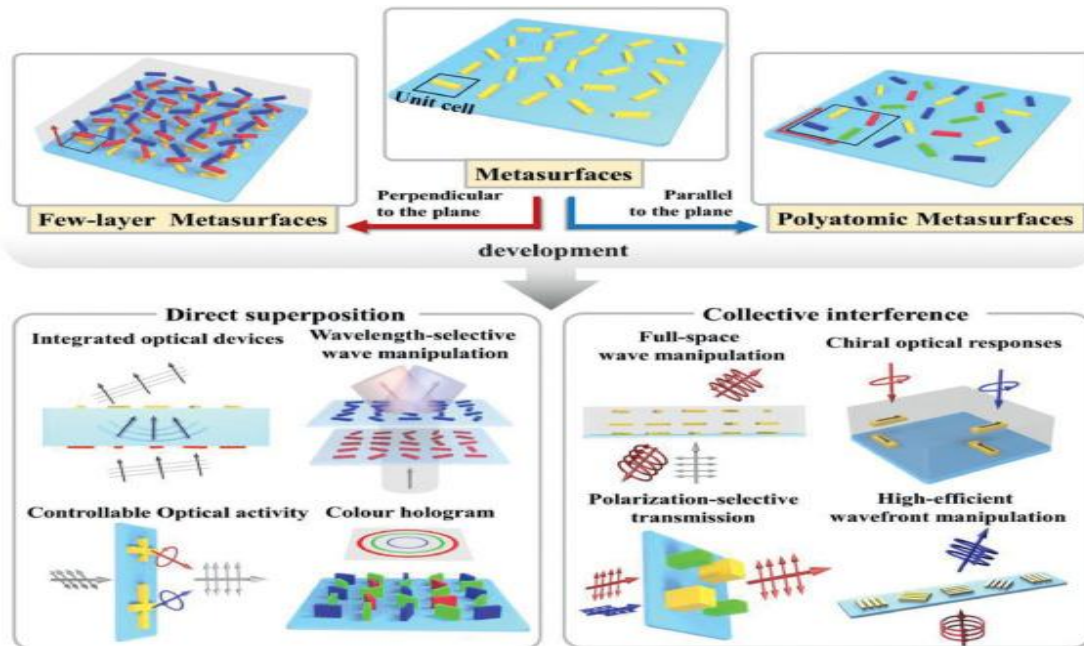 Unit cell
Metasurfaces
Few-layer Metasurfaces
Perpendicular
to the plane
Parallel
to the plane
Polyatomic Metasurfaces
development
Direct superposition
Integrated optical devices
Wavelength-selective
wave manipulation
Controllable Optical activity
Colour hologram
Collective interference
Full-space
wave manipulation
Chiral optical responses
Polarization-selective
transmission
High-efficient
wavefront manipulation